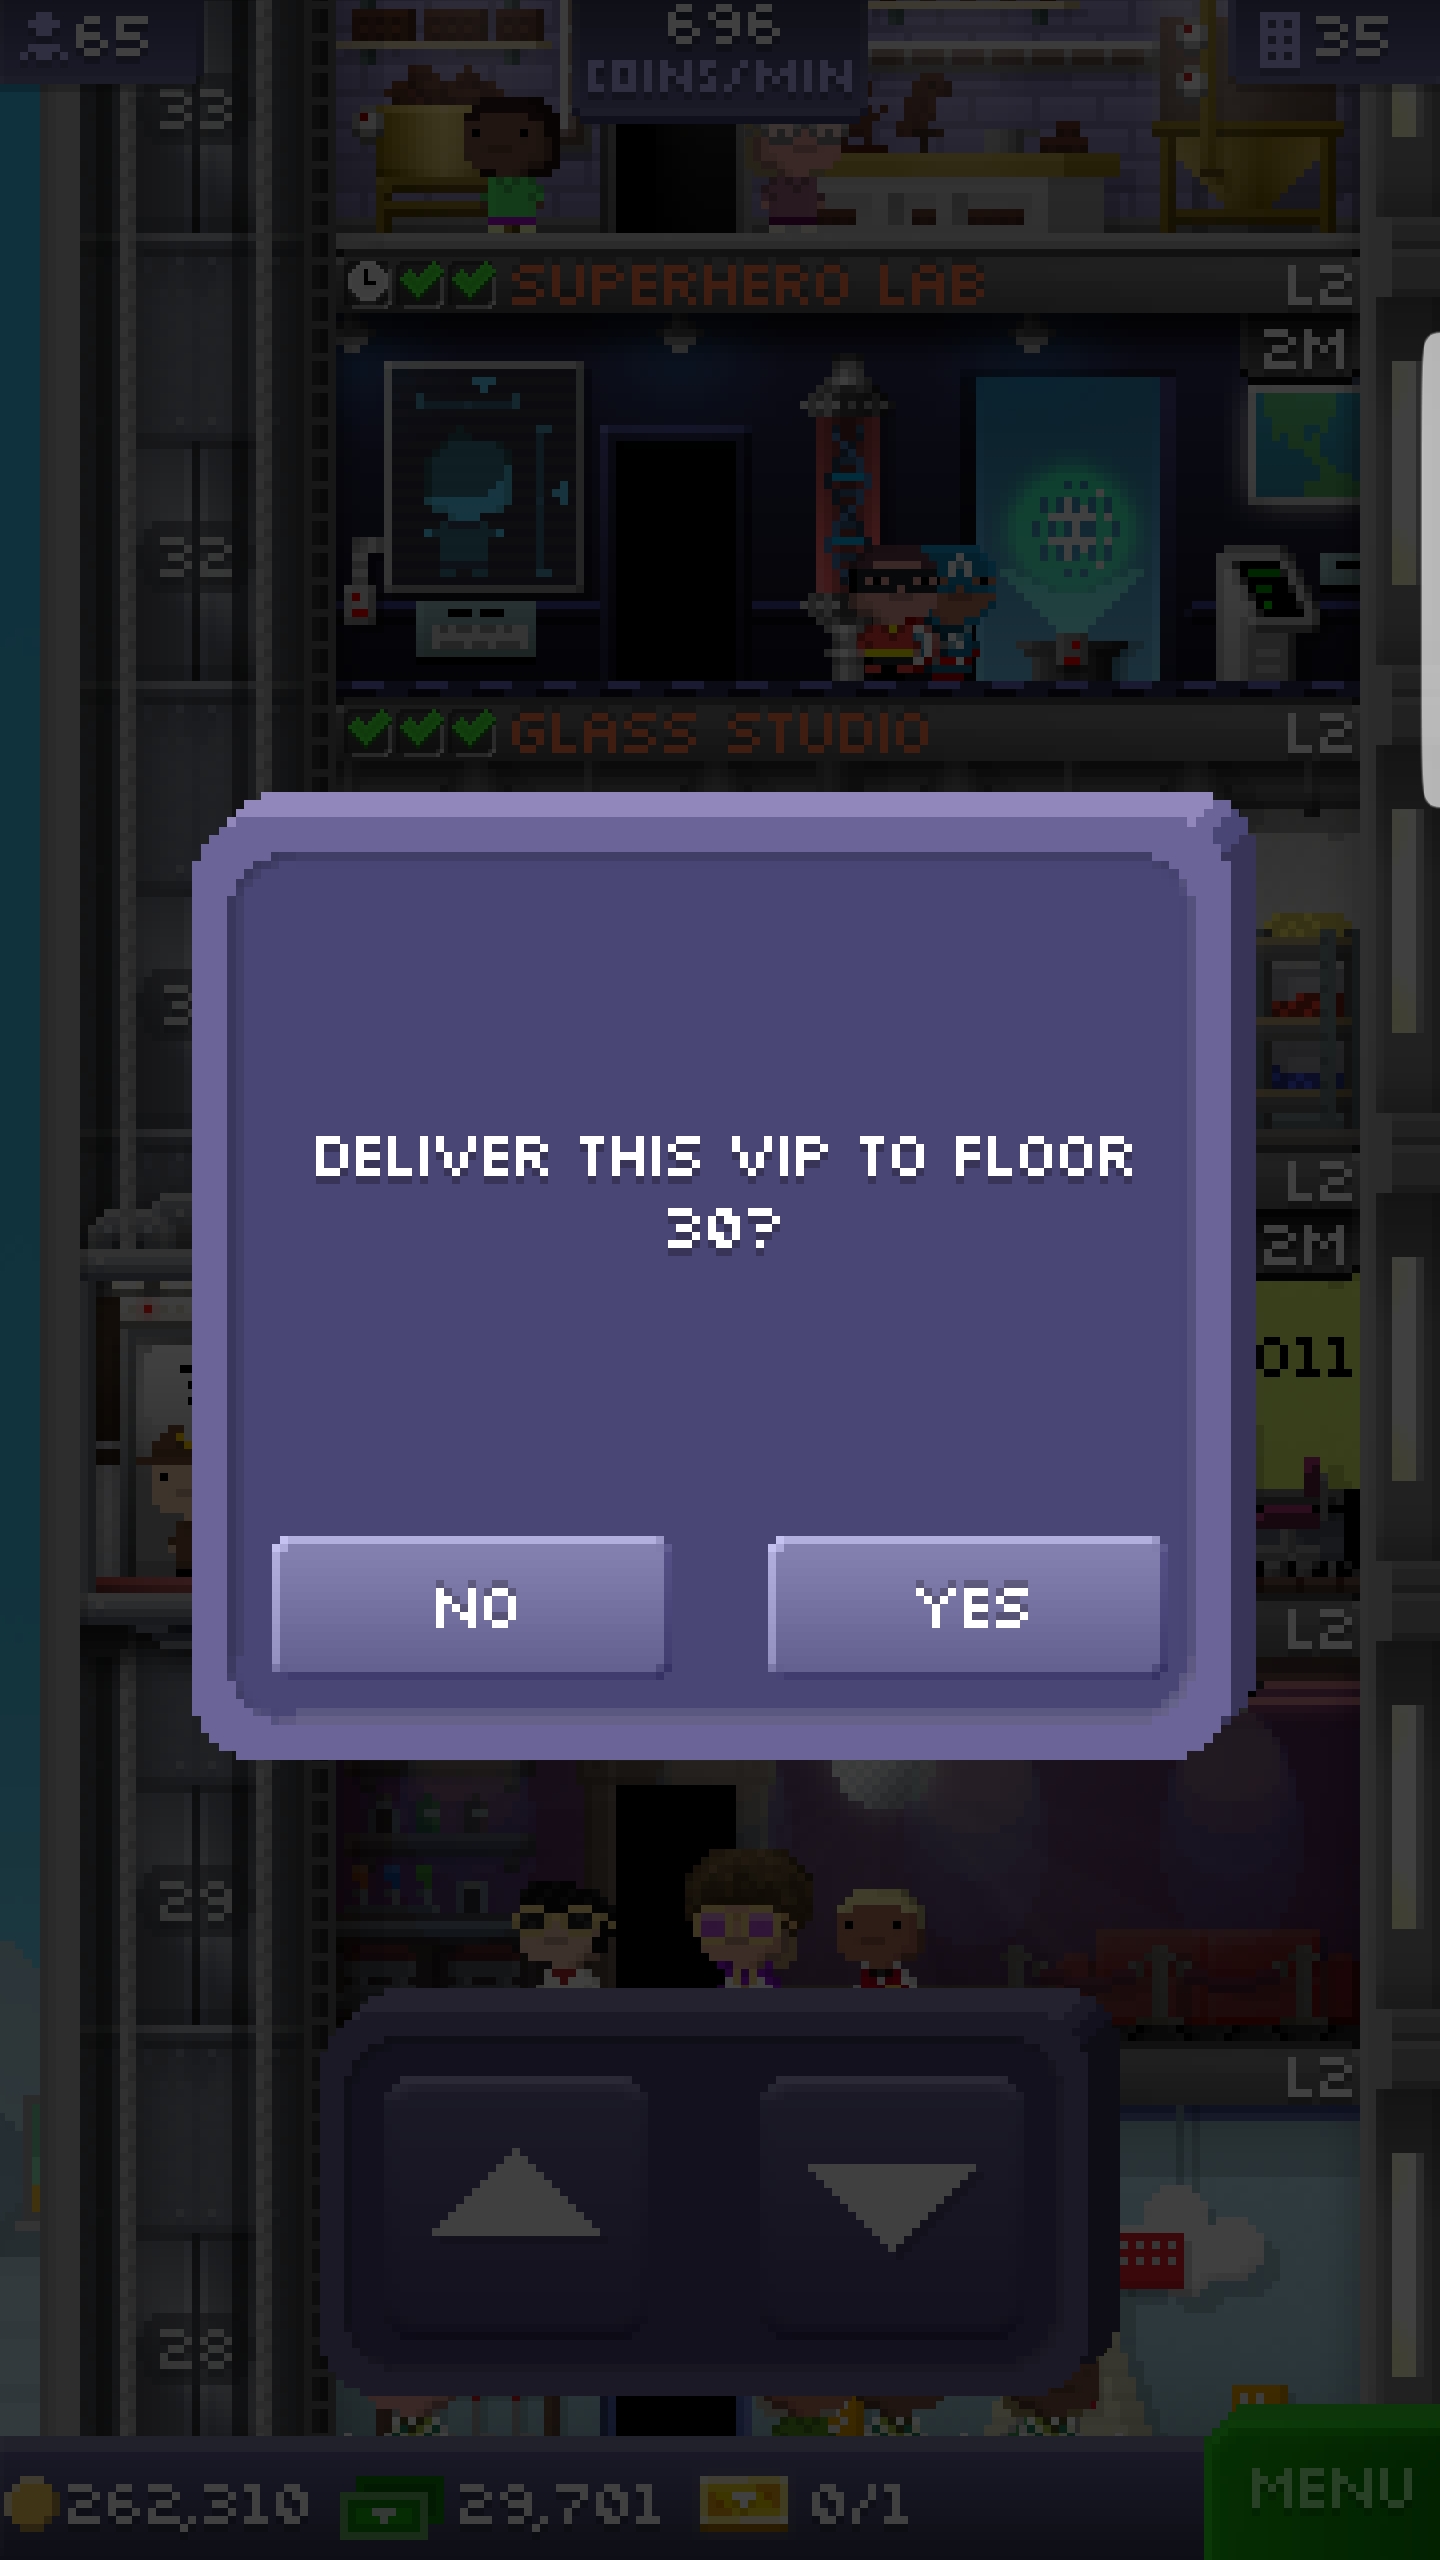 65
696
COINS/MIN
35
33
SUPERHERO LAB L2
2M
32
GLASS STUDIO L2
L2
2M
011
DELIVER THIS VIP TO FLOOR
30?
NO YES
L2
29
L2
28
262,310 29,701 0/1
MENU